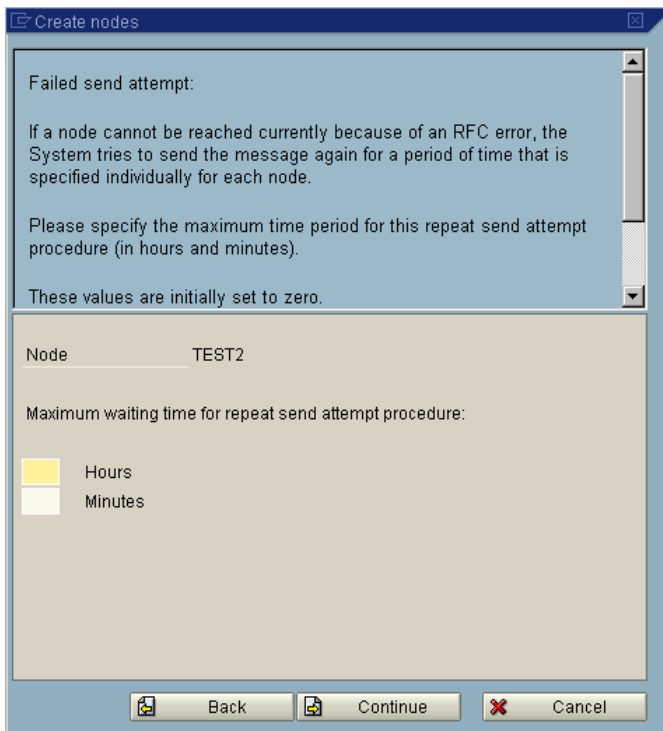 Create nodes
Failed send attempt:
If a node cannot be reached currently because of an RFC error, the
System tries to send the message again for a period of time that is
specified individually for each node.
Please specify the maximum time period for this repeat send attempt
procedure (in hours and minutes).
These values are initially set to zero.
Node TEST2
Maximum waiting time for repeat send attempt procedure:
Hours
Minutes
Back Continue Cancel